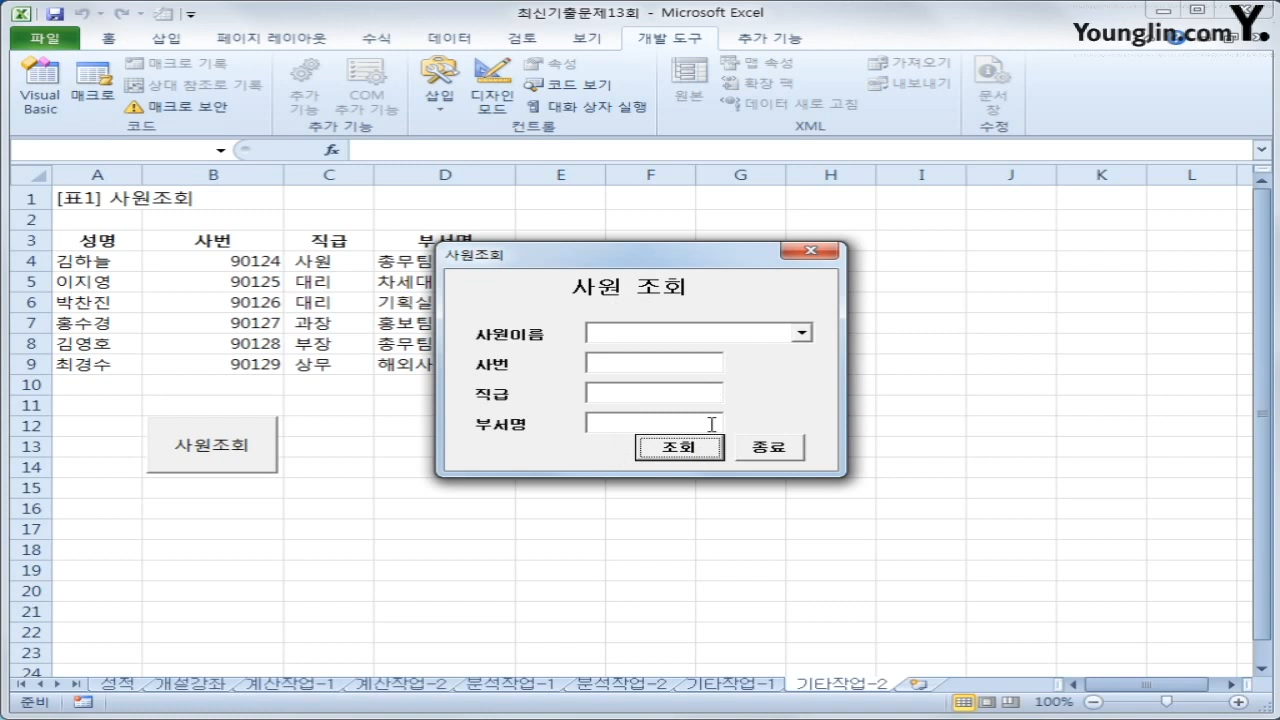 최신기출문제13회 - Microsoft Excel
Youngjin.com Y.
파일 홈 삽입 페이지 레이아웃 수식 데이터 검토 보기 개발 도구 추가 기능
Visual Basic
매크로
매크로 기록
상대 참조로 기록
매크로 보안
코드
추가 기능
COM 추가 기능
추가 기능
삽입
디자인 모드
속성
코드 보기
대화 상자 실행
컨트롤
원본
맵 속성
확장 팩
데이터 새로 고침
가져오기
내보내기
XML
문서 창
수정
fx
A B C D E F G H I J K L
1 [표1] 사원조회
2
3 성명 사번 직급 부서명
4 김하늘 90124 사원 총무팀
5 이지영 90125 대리 차세대
6 박찬진 90126 대리 기획실
7 홍수경 90127 과장 홍보팀
8 김영호 90128 부장 총무팀
9 최경수 90129 상무 해외사
10
11
12
13
14
15
16
17
18
19
20
21
22
23
24
사원조회
사원조회
사원 조회
사원이름
사번
직급
부서명
조회 종료
성적 개설강좌 계산작업-1 계산작업-2 분석작업-1 분석작업-2 기타작업-1 기타작업-2
준비 100%